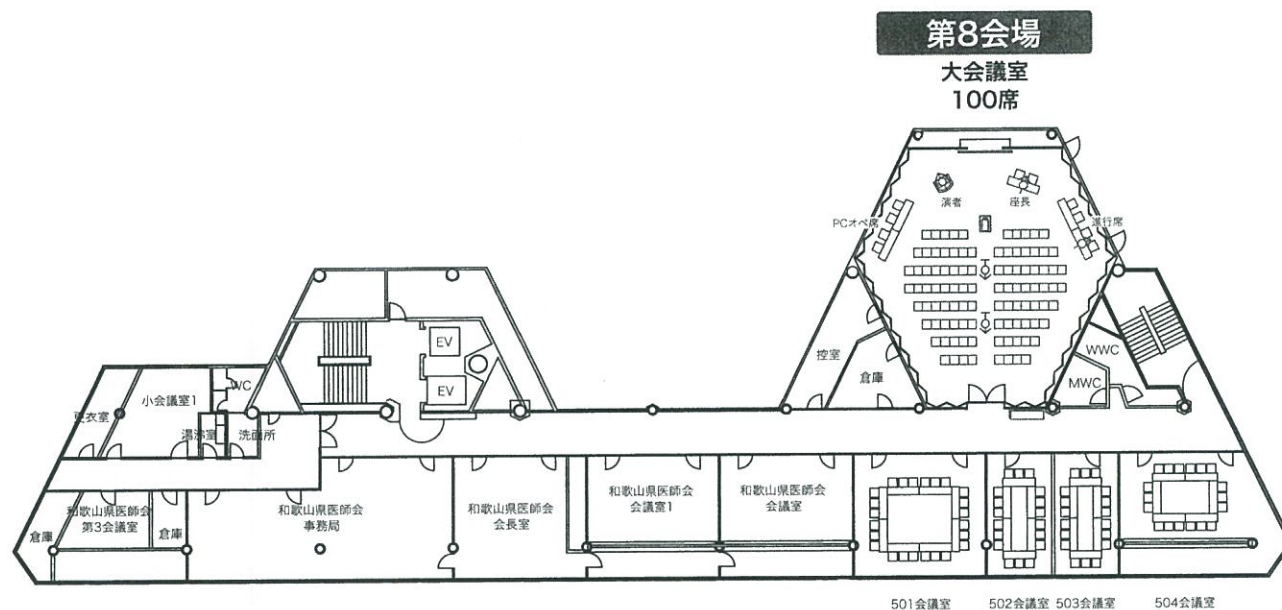 第8会場
大会議室
100席
演者
座長
PCオペ席
進行席
EV
EV
控室
倉庫
WWC
MWC
WC
小会議室1
更衣室
湯沸室
洗面所
和歌山県医師会
第3会議室
倉庫
倉庫
和歌山県医師会
事務局
和歌山県医師会
会長室
和歌山県医師会
会議室1
和歌山県医師会
会議室
501会議室
502会議室
503会議室
504会議室